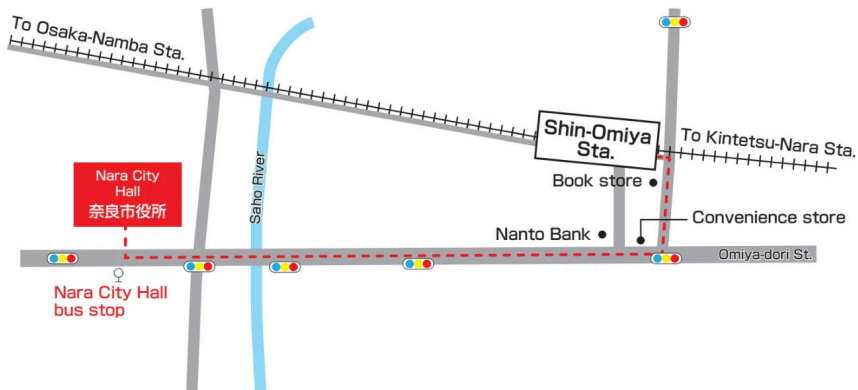 To Osaka-Namba Sta.
Shin-Omiya
Sta.
To Kintetsu-Nara Sta.
Book store
Nara City
Hall
奈良市役所
Saho River
Convenience store
Nanto Bank
Omiya-dori St.
Nara City Hall
bus stop